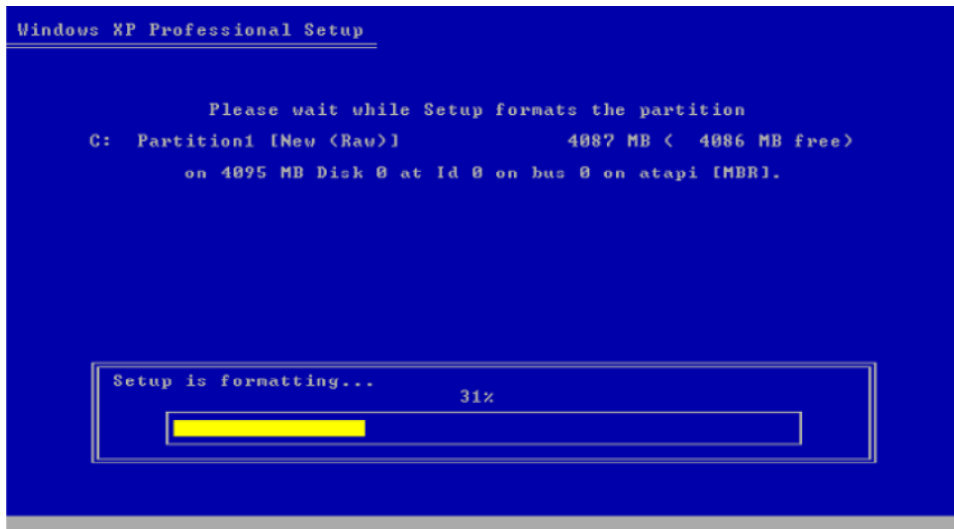 Windows XP Professional Setup
Please wait while Setup formats the partition
C: Partition1 [New (Raw)] 4087 MB ( 4086 MB free)
on 4095 MB Disk 0 at Id 0 on bus 0 on atapi [MBR].
Setup is formatting...
31%